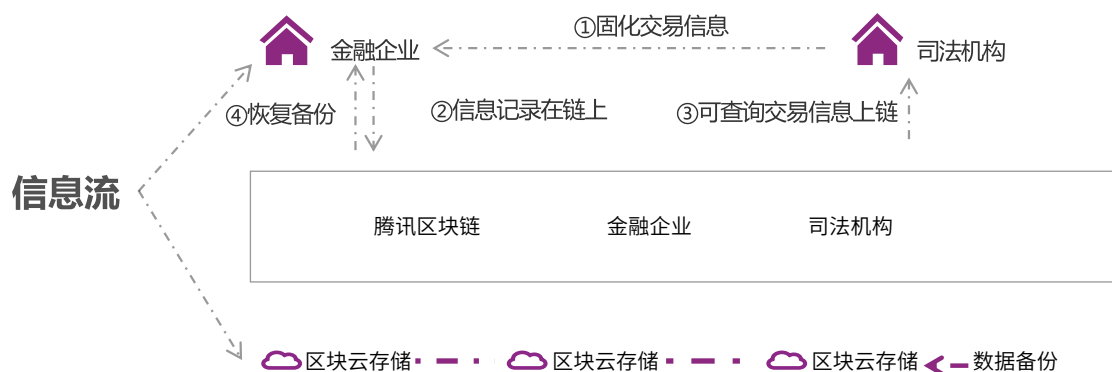 ①固化交易信息
金融企业
司法机构
④恢复备份
②信息记录在链上
③可查询交易信息上链
信息流
腾讯区块链 金融企业 司法机构
区块云存储 区块云存储 区块云存储 数据备份